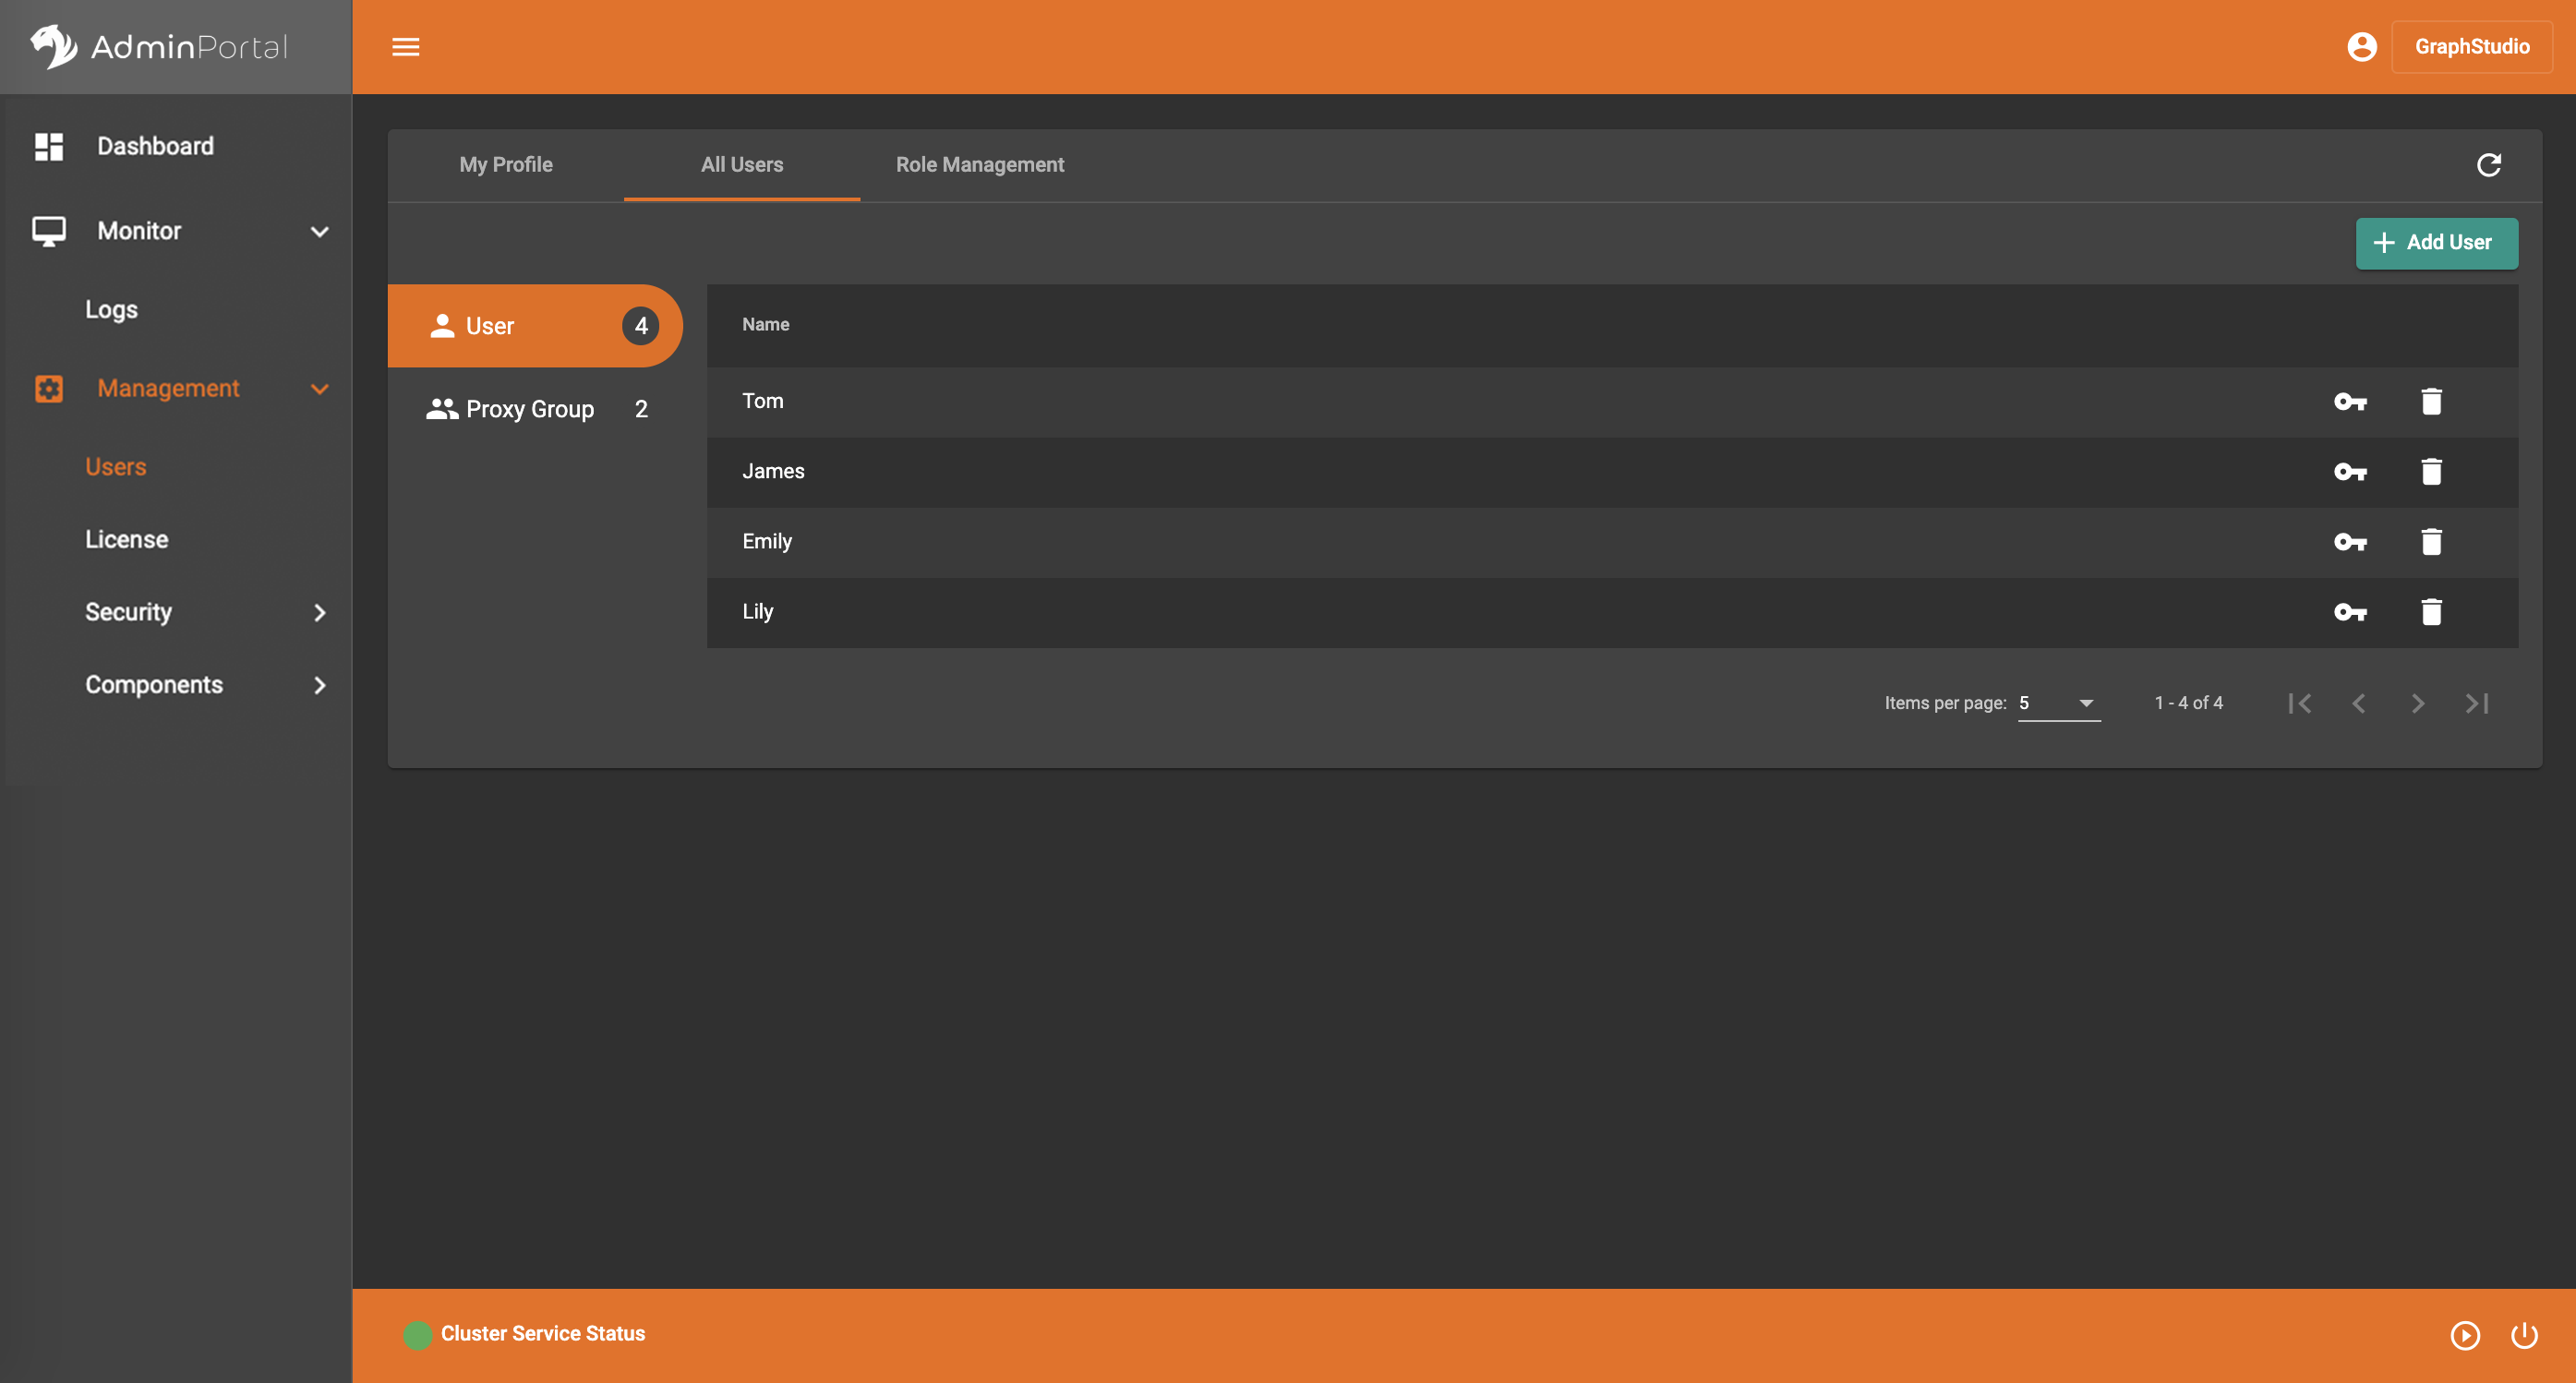 AdminPortal
GraphStudio
Dashboard
Monitor
Logs
Management
Users
License
Security
Components
My Profile
All Users
Role Management
Add User
User 4
Proxy Group 2
Name
Tom
James
Emily
Lily
Items per page: 5 1 - 4 of 4
Cluster Service Status